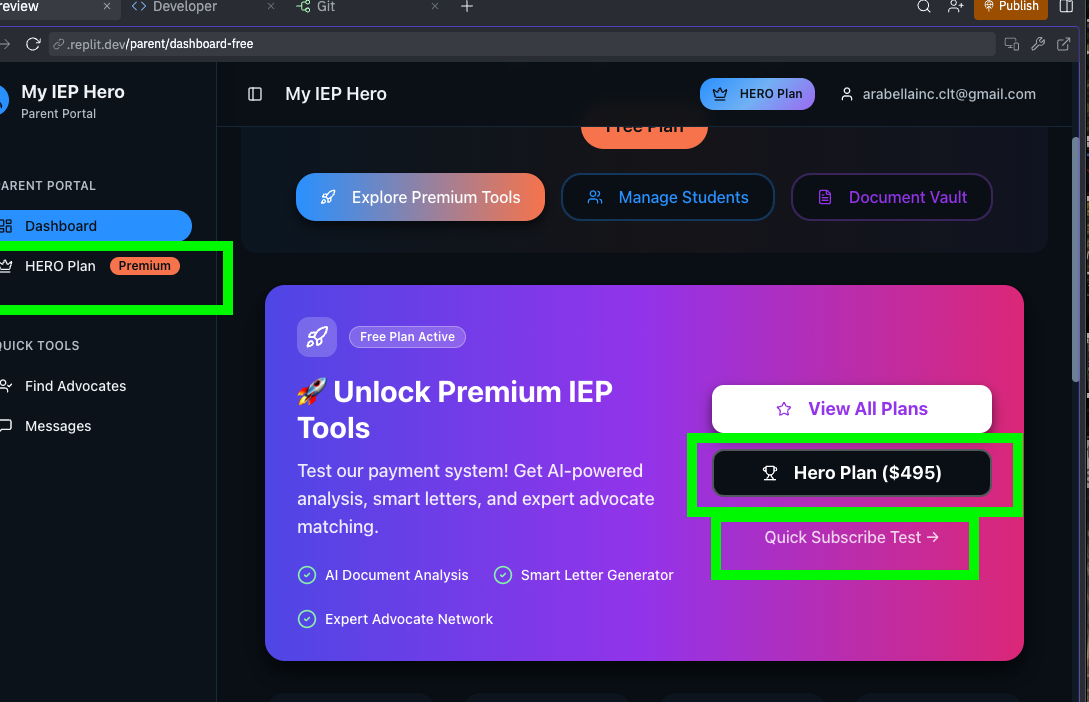 review
Developer
Git
Publish
.replit.dev/parent/dashboard-free
My IEP Hero
Parent Portal
My IEP Hero
HERO Plan
arabellainc.clt@gmail.com
Free Plan
PARENT PORTAL
Explore Premium Tools
Manage Students
Document Vault
Dashboard
HERO Plan Premium
QUICK TOOLS
Find Advocates
Messages
Free Plan Active
🚀 Unlock Premium IEP
Tools
Test our payment system! Get AI-powered
analysis, smart letters, and expert advocate
matching.
AI Document Analysis
Smart Letter Generator
Expert Advocate Network
View All Plans
Hero Plan ($495)
Quick Subscribe Test →